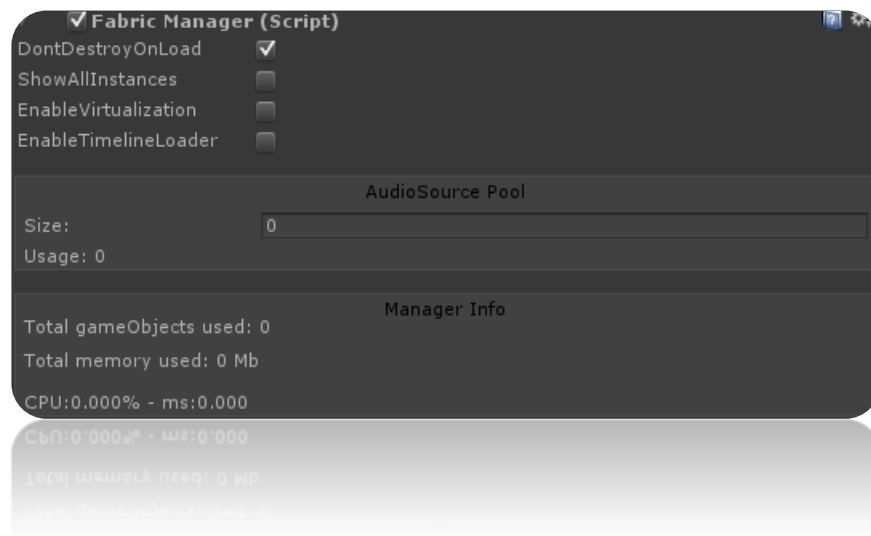 Fabric Manager (Script)
DontDestroyOnLoad
ShowAllInstances
EnableVirtualization
EnableTimelineLoader
AudioSource Pool
Size: 0
Usage: 0
Manager Info
Total gameObjects used: 0
Total memory used: 0 Mb
CPU:0.000% - ms:0.000